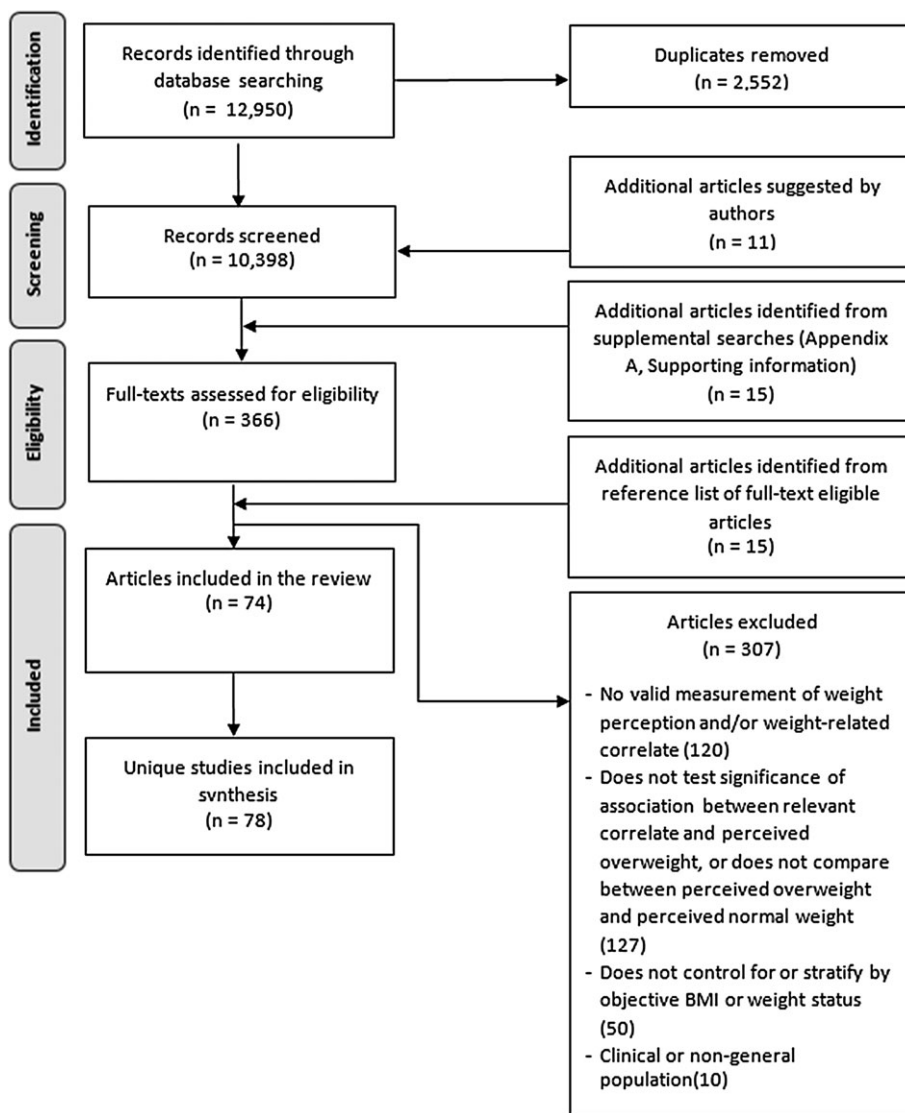 Identification
Records identified through
database searching
(n =  12,950)
Duplicates removed
(n = 2,552)
Screening
Records screened
(n = 10,398)
Additional articles suggested by
authors
(n = 11)
Additional articles identified from
supplemental searches (Appendix
A, Supporting information)
(n = 15)
Eligibility
Full-texts assessed for eligibility
(n = 366)
Additional articles identified from
reference list of full-text eligible
articles
(n = 15)
Included
Articles included in the review
(n = 74)
Unique studies included in
synthesis
(n = 78)
Articles excluded
(n = 307)
- No valid measurement of weight
perception and/or weight-related
correlate (120)
- Does not test significance of
association between relevant
correlate and perceived
overweight, or does not compare
between perceived overweight
and perceived normal weight
(127)
- Does not control for or stratify by
objective BMI or weight status
(50)
- Clinical or non-general
population(10)